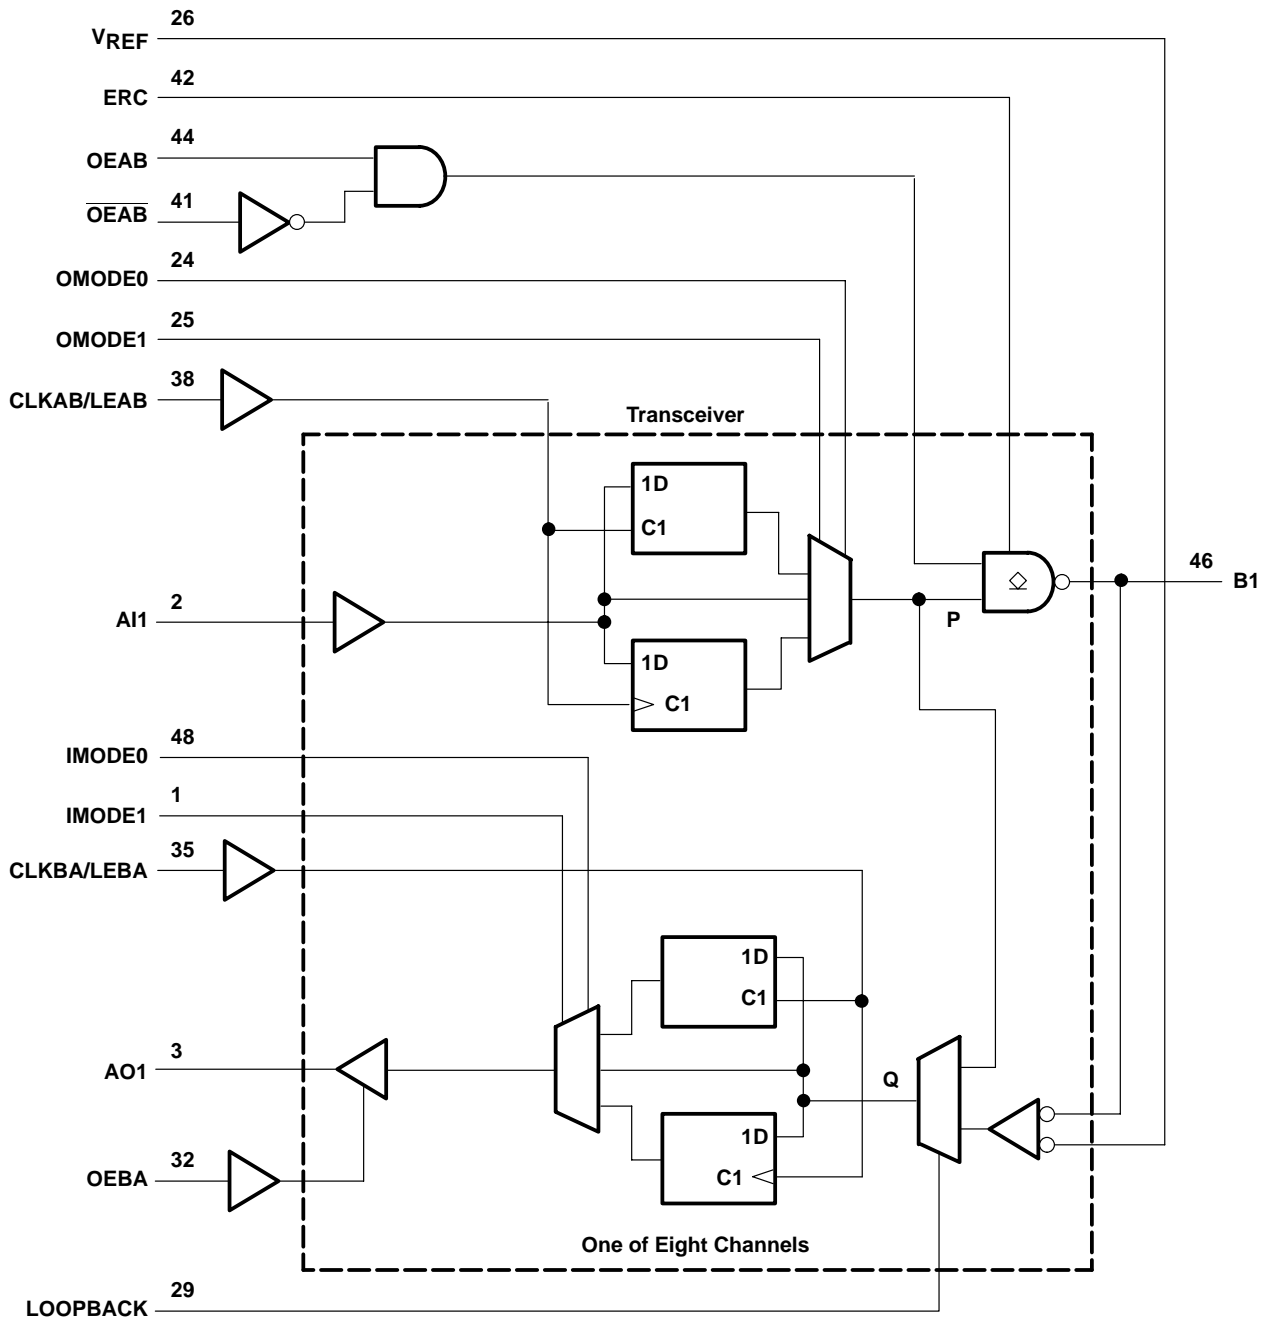 26
VREF
42
ERC
44
OEAB
41
OEAB
24
OMODE0
25
OMODE1
38
CLKAB/LEAB
Transceiver
1D
C1
46
B1
2
AI1
P
1D
C1
48
IMODE0
1
IMODE1
35
CLKBA/LEBA
1D
C1
3
AO1
Q
1D
C1
32
OEBA
One of Eight Channels
29
LOOPBACK